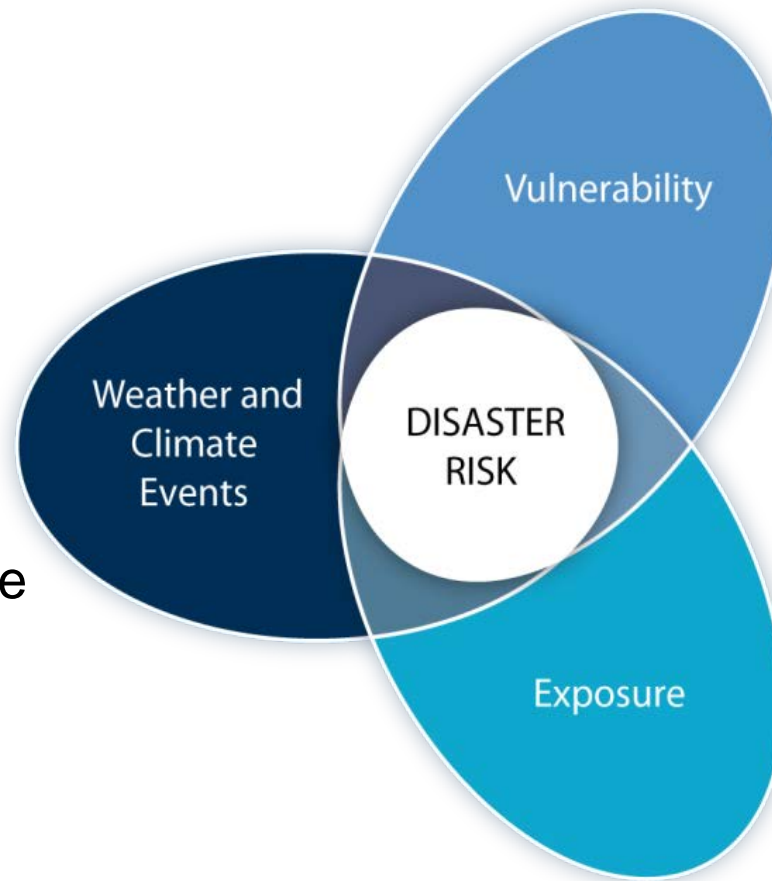 Vulnerability
Weather and
Climate
Events
DISASTER
RISK
e
Exposure